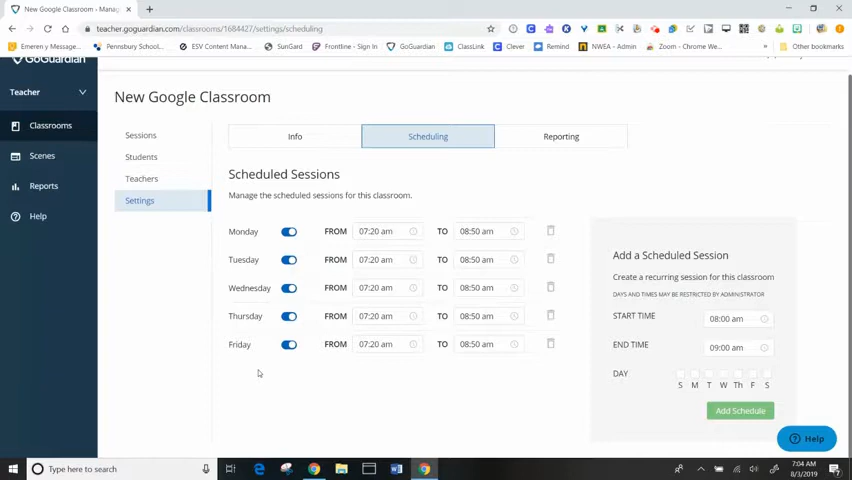 New Google Classroom - Mana
teacher.goguardian.com/classrooms/1684427/settings/scheduling
Emeren y Message...
Pennsbury School...
ESV Content Mana...
SunGard
Frontline - Sign In
GoGuardian
ClassLink
Clever
Remind
NWEA – Admin
Zoom - Chrome We...
»
Other bookmarks
GoGuardian
Teacher
New Google Classroom
Classrooms
Sessions
Info
Scheduling
Reporting
Scenes
Students
Teachers
Scheduled Sessions
Reports
Settings
Manage the scheduled sessions for this classroom.
Help
Monday FROM 07:20 am TO 08:50 am
Tuesday FROM 07:20 am TO 08:50 am
Wednesday FROM 07:20 am TO 08:50 am
Thursday FROM 07:20 am TO 08:50 am
Friday FROM 07:20 am TO 08:50 am
Add a Scheduled Session
Create a recurring session for this classroom
DAYS AND TIMES MAY BE RESTRICTED BY ADMINISTRATOR
START TIME 08:00 am
END TIME 09:00 am
DAY
S M T W Th F S
Add Schedule
Help
Type here to search
7:04 AM
8/3/2019